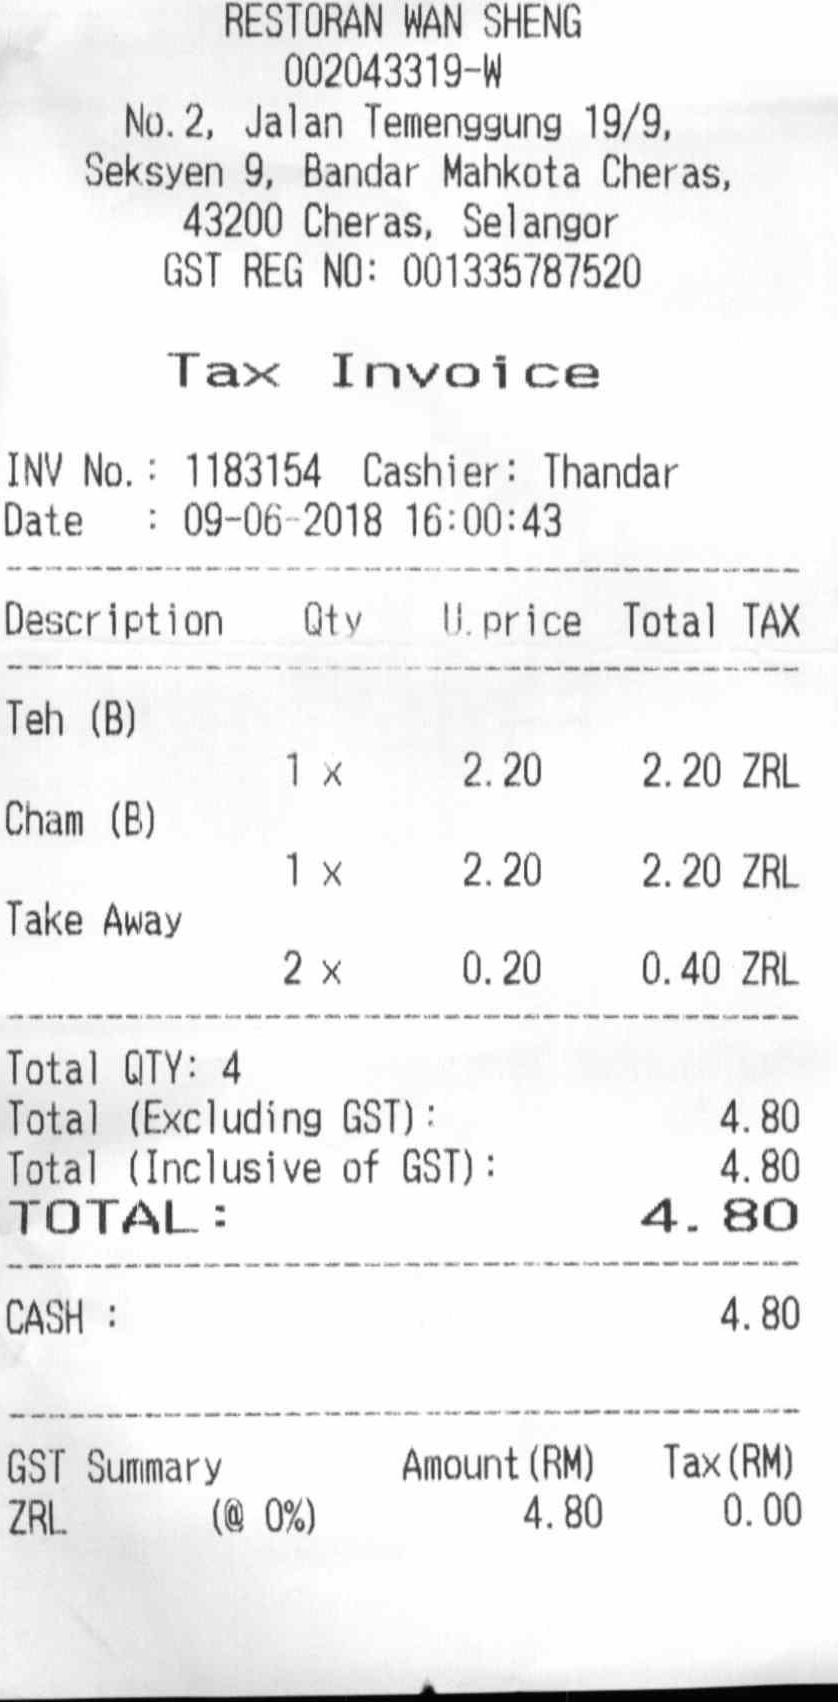 RESTORAN WAN SHENG
002043319-W
No.2, Jalan Temenggung 19/9,
Seksyen 9, Bandar Mahkota Cheras,
43200 Cheras, Selangor
GST REG NO: 001335787520
Tax Invoice
INV No.: 1183154 Cashier: Thandar
Date : 09-06-2018 16:00:43
Description Qty U.price Total TAX
Teh (B)
1 x 2.20 2.20 ZRL
Cham (B)
1 x 2.20 2.20 ZRL
Take Away
2 x 0.20 0.40 ZRL
Total QTY: 4
Total (Excluding GST): 4.80
Total (Inclusive of GST): 4.80
TOTAL: 4.80
CASH : 4.80
GST Summary Amount(RM) Tax(RM)
ZRL (@ 0%) 4.80 0.00